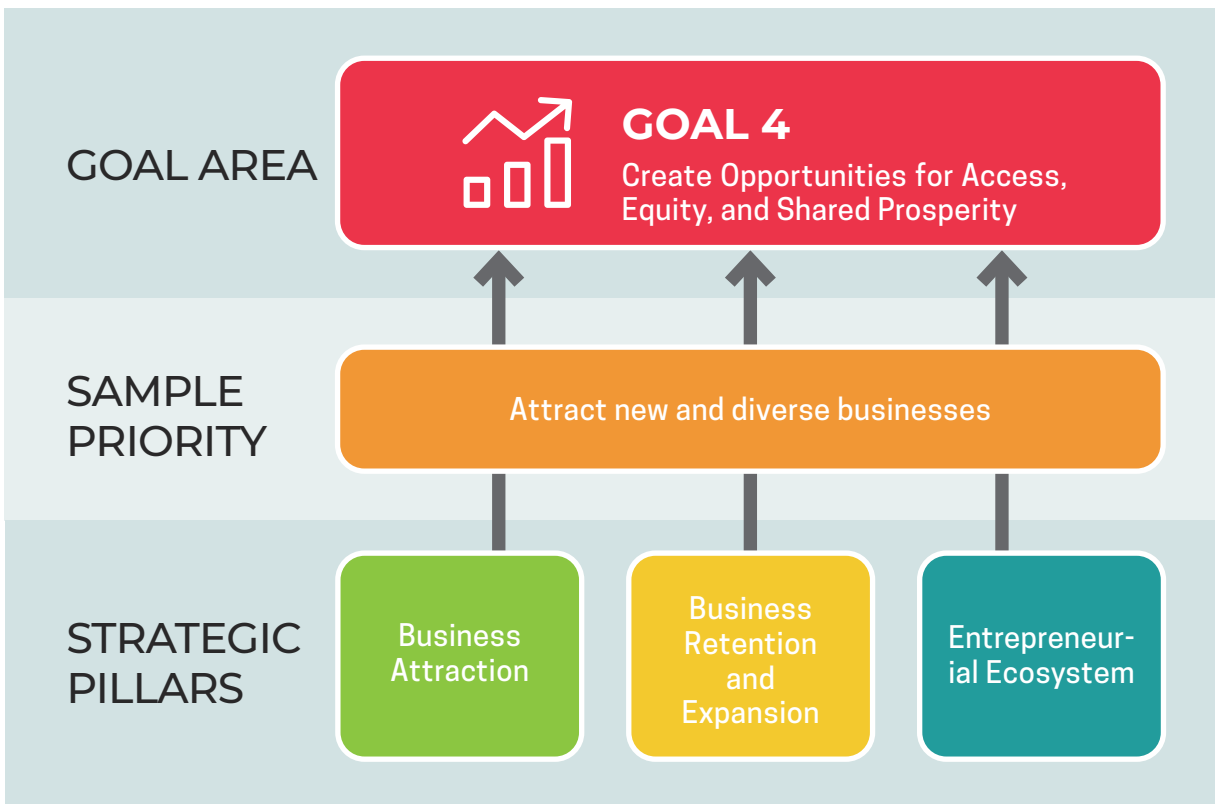 GOAL AREA
GOAL 4
Create Opportunities for Access,
Equity, and Shared Prosperity
SAMPLE
PRIORITY
Attract new and diverse businesses
STRATEGIC
PILLARS
Business
Attraction
Business
Retention
and
Expansion
Entrepreneur-
ial Ecosystem